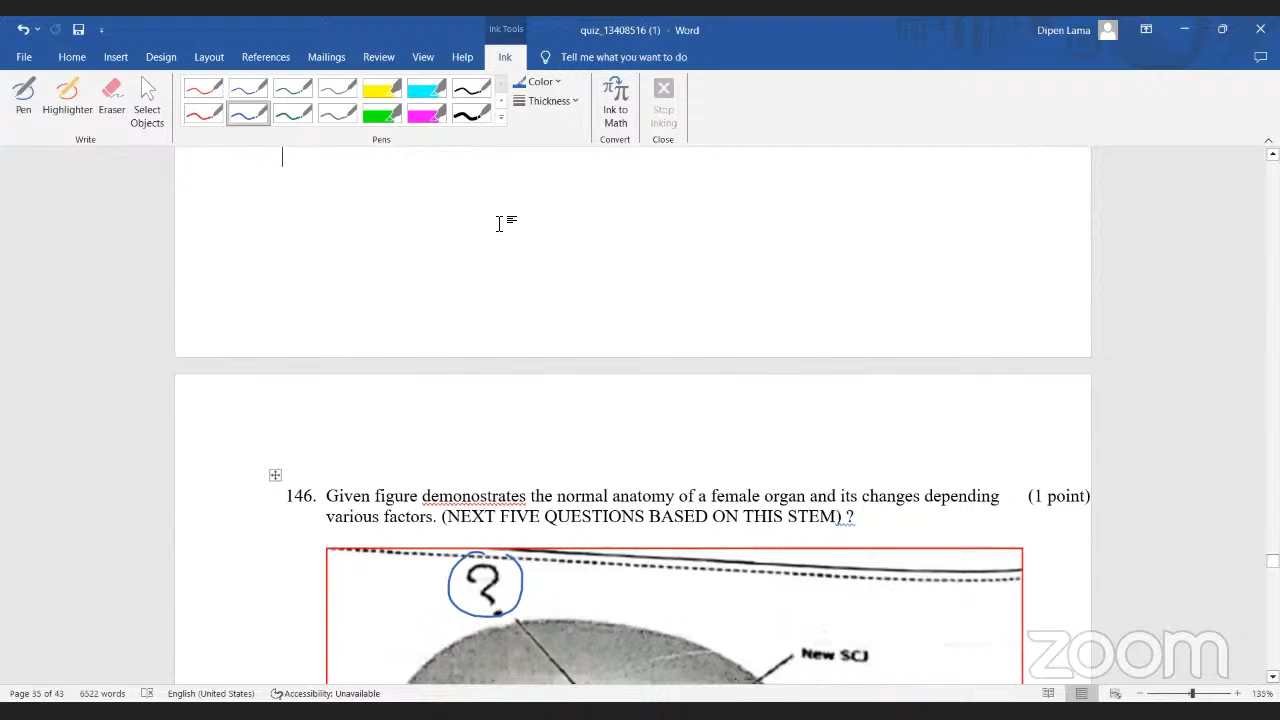 Ink Tools
quiz_13408516 (1) - Word
Dipen Lama
File Home Insert Design Layout References Mailings Review View Help Ink Tell me what you want to do
Pen
Highlighter
Eraser
Select
Objects
Color
Thickness
Ink to
Math
Stop
Inking
Write
Pens
Convert
Close
146. Given figure demonostrates the normal anatomy of a female organ and its changes depending (1 point)
various factors. (NEXT FIVE QUESTIONS BASED ON THIS STEM) ?
?
New SCJ
zoom
Page 35 of 43 6522 words English (United States) Accessibility: Unavailable 135%